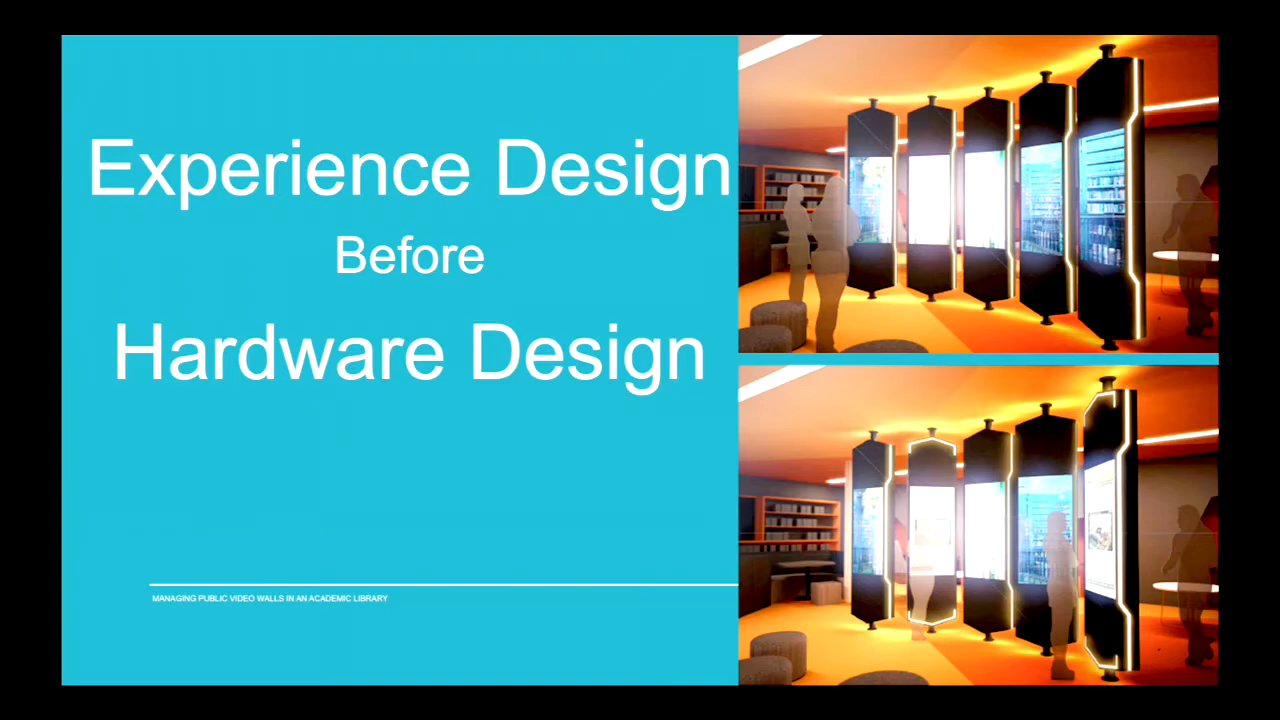 Experience Design
Before
Hardware Design
MANAGING PUBLIC VIDEO WALLS IN AN ACADEMIC LIBRARY